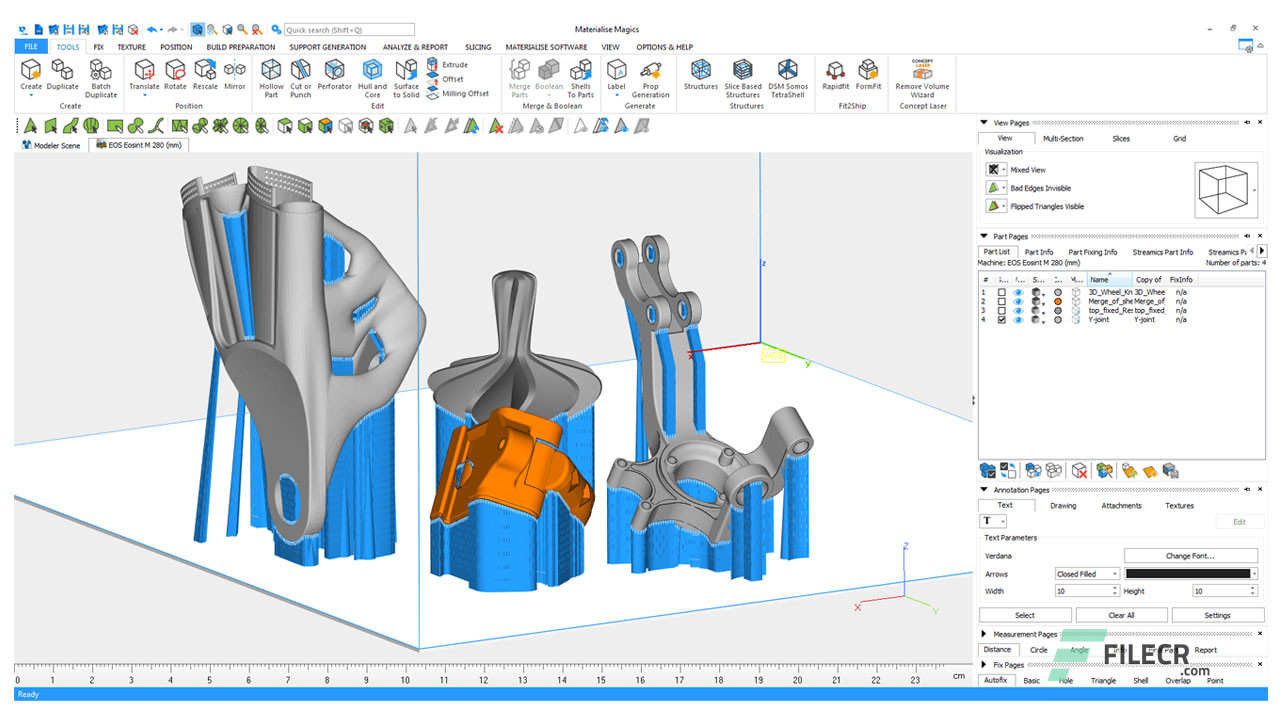 Quick search (Shift+Q)
Materialise Magics
FILE TOOLS FIX TEXTURE POSITION BUILD PREPARATION SUPPORT GENERATION ANALYZE & REPORT SLICING MATERIALISE SOFTWARE VIEW OPTIONS & HELP
Create Duplicate Batch Duplicate
Create
Translate Rotate Rescale Mirror
Position
Hollow Part Cut or Punch Perforator Hull and Core Surface to Solid
Extrude
Offset
Milling Offset
Edit
Merge Parts Boolean Shells To Parts
Merge & Boolean
Label Prop Generation
Generate
Structures Slice Based Structures DSM Somos TetraShell
Structures
Rapidfit FormFit
Fit2Ship
CONCEPT LASER
Remove Volume Wizard
Concept Laser
Modeler Scene EOS Eosint M 280 (mm)
z
x
WCS
y
Z
X
Y
0 1 2 3 4 5 6 7 8 9 10 11 12 13 14 15 16 17 18 19 20 21 22 23 cm
Ready
View Pages
View Multi-Section Slices Grid
Visualization
Mixed View
Bad Edges Invisible
Flipped Triangles Visible
Part Pages
Part List Part Info Part Fixing Info Streamics Part Info Streamics
Machine: EOS Eosint M 280 (mm) Number of parts: 4
# i... /... S... ... M... Name Copy of FixInfo
1 3D_Wheel_Kn 3D_Whee n/a
2 Merge_of_she Merge_of_ n/a
3 top_fixed_Res top_fixed_ n/a
4 Y-joint Y-joint n/a
Annotation Pages
Text Drawing Attachments Textures
T Edit
Text Parameters
Verdana Change Font...
Arrows Closed Filled
Width 10 Height 10
Select Clear All Settings
Measurement Pages
Distance Circle Angle Info Report
Fix Pages
Autofix Basic Hole Triangle Shell Overlap Point
FILECR
.com